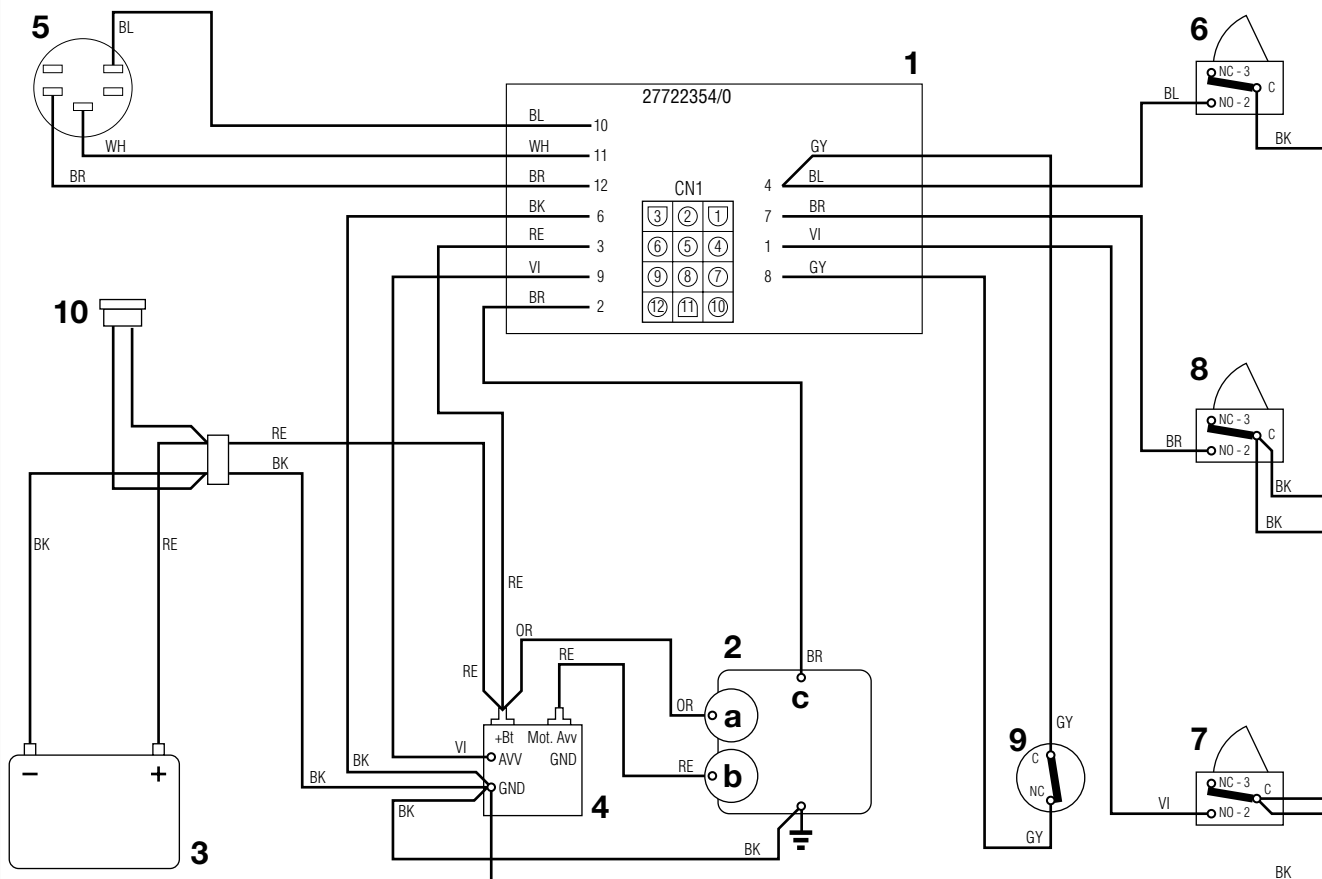 5
BL
6
NC - 3
C
BL
NO - 2
BK
1
27722354/0
BL
10
WH
WH
11
GY
BR
BR
12
CN1
4
BL
BK
6
7
BR
RE
3
1
VI
VI
9
8
GY
BR
2
3 2 1
6 5 4
9 8 7
12 11 10
10
RE
BK
BK
RE
8
NC - 3
C
BR
NO - 2
BK
BK
RE
OR
RE
RE
2
BR
c
OR
a
RE
b
+Bt
Mot. Avv
VI
AVV
GND
BK
BK
GND
4
BK
BK
−
+
3
9
GY
C
NC
GY
7
NC - 3
C
VI
NO - 2
BK